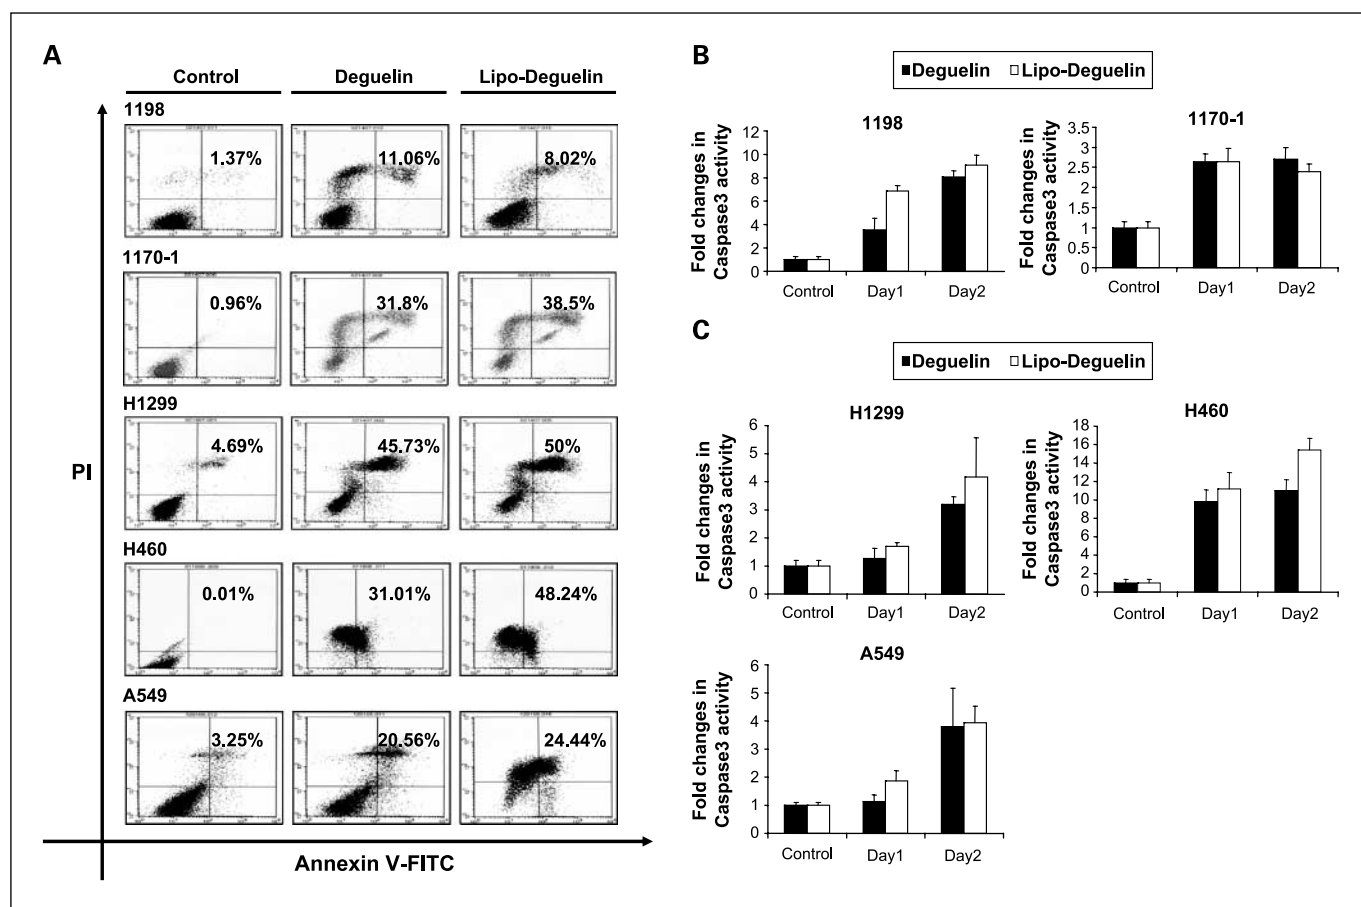 A
Control Deguelin Lipo-Deguelin
1198
1.37% 11.06% 8.02%
1170-1
0.96% 31.8% 38.5%
H1299
4.69% 45.73% 50%
PI
H460
0.01% 31.01% 48.24%
A549
3.25% 20.56% 24.44%
Annexin V-FITC
B
Deguelin Lipo-Deguelin
1198
Fold changes in
Caspase3 activity
12
10
8
6
4
2
0
Control Day1 Day2
1170-1
Fold changes in
Caspase3 activity
3.5
3
2.5
2
1.5
1
0.5
Control Day1 Day2
C
Deguelin Lipo-Deguelin
H1299
Fold changes in
Caspase3 activity
6
5
4
3
2
1
0
Control Day1 Day2
H460
Fold changes in
Caspase3 activity
18
16
14
12
10
8
6
4
2
0
Control Day1 Day2
A549
Fold changes in
Caspase3 activity
6
5
4
3
2
1
0
Control Day1 Day2